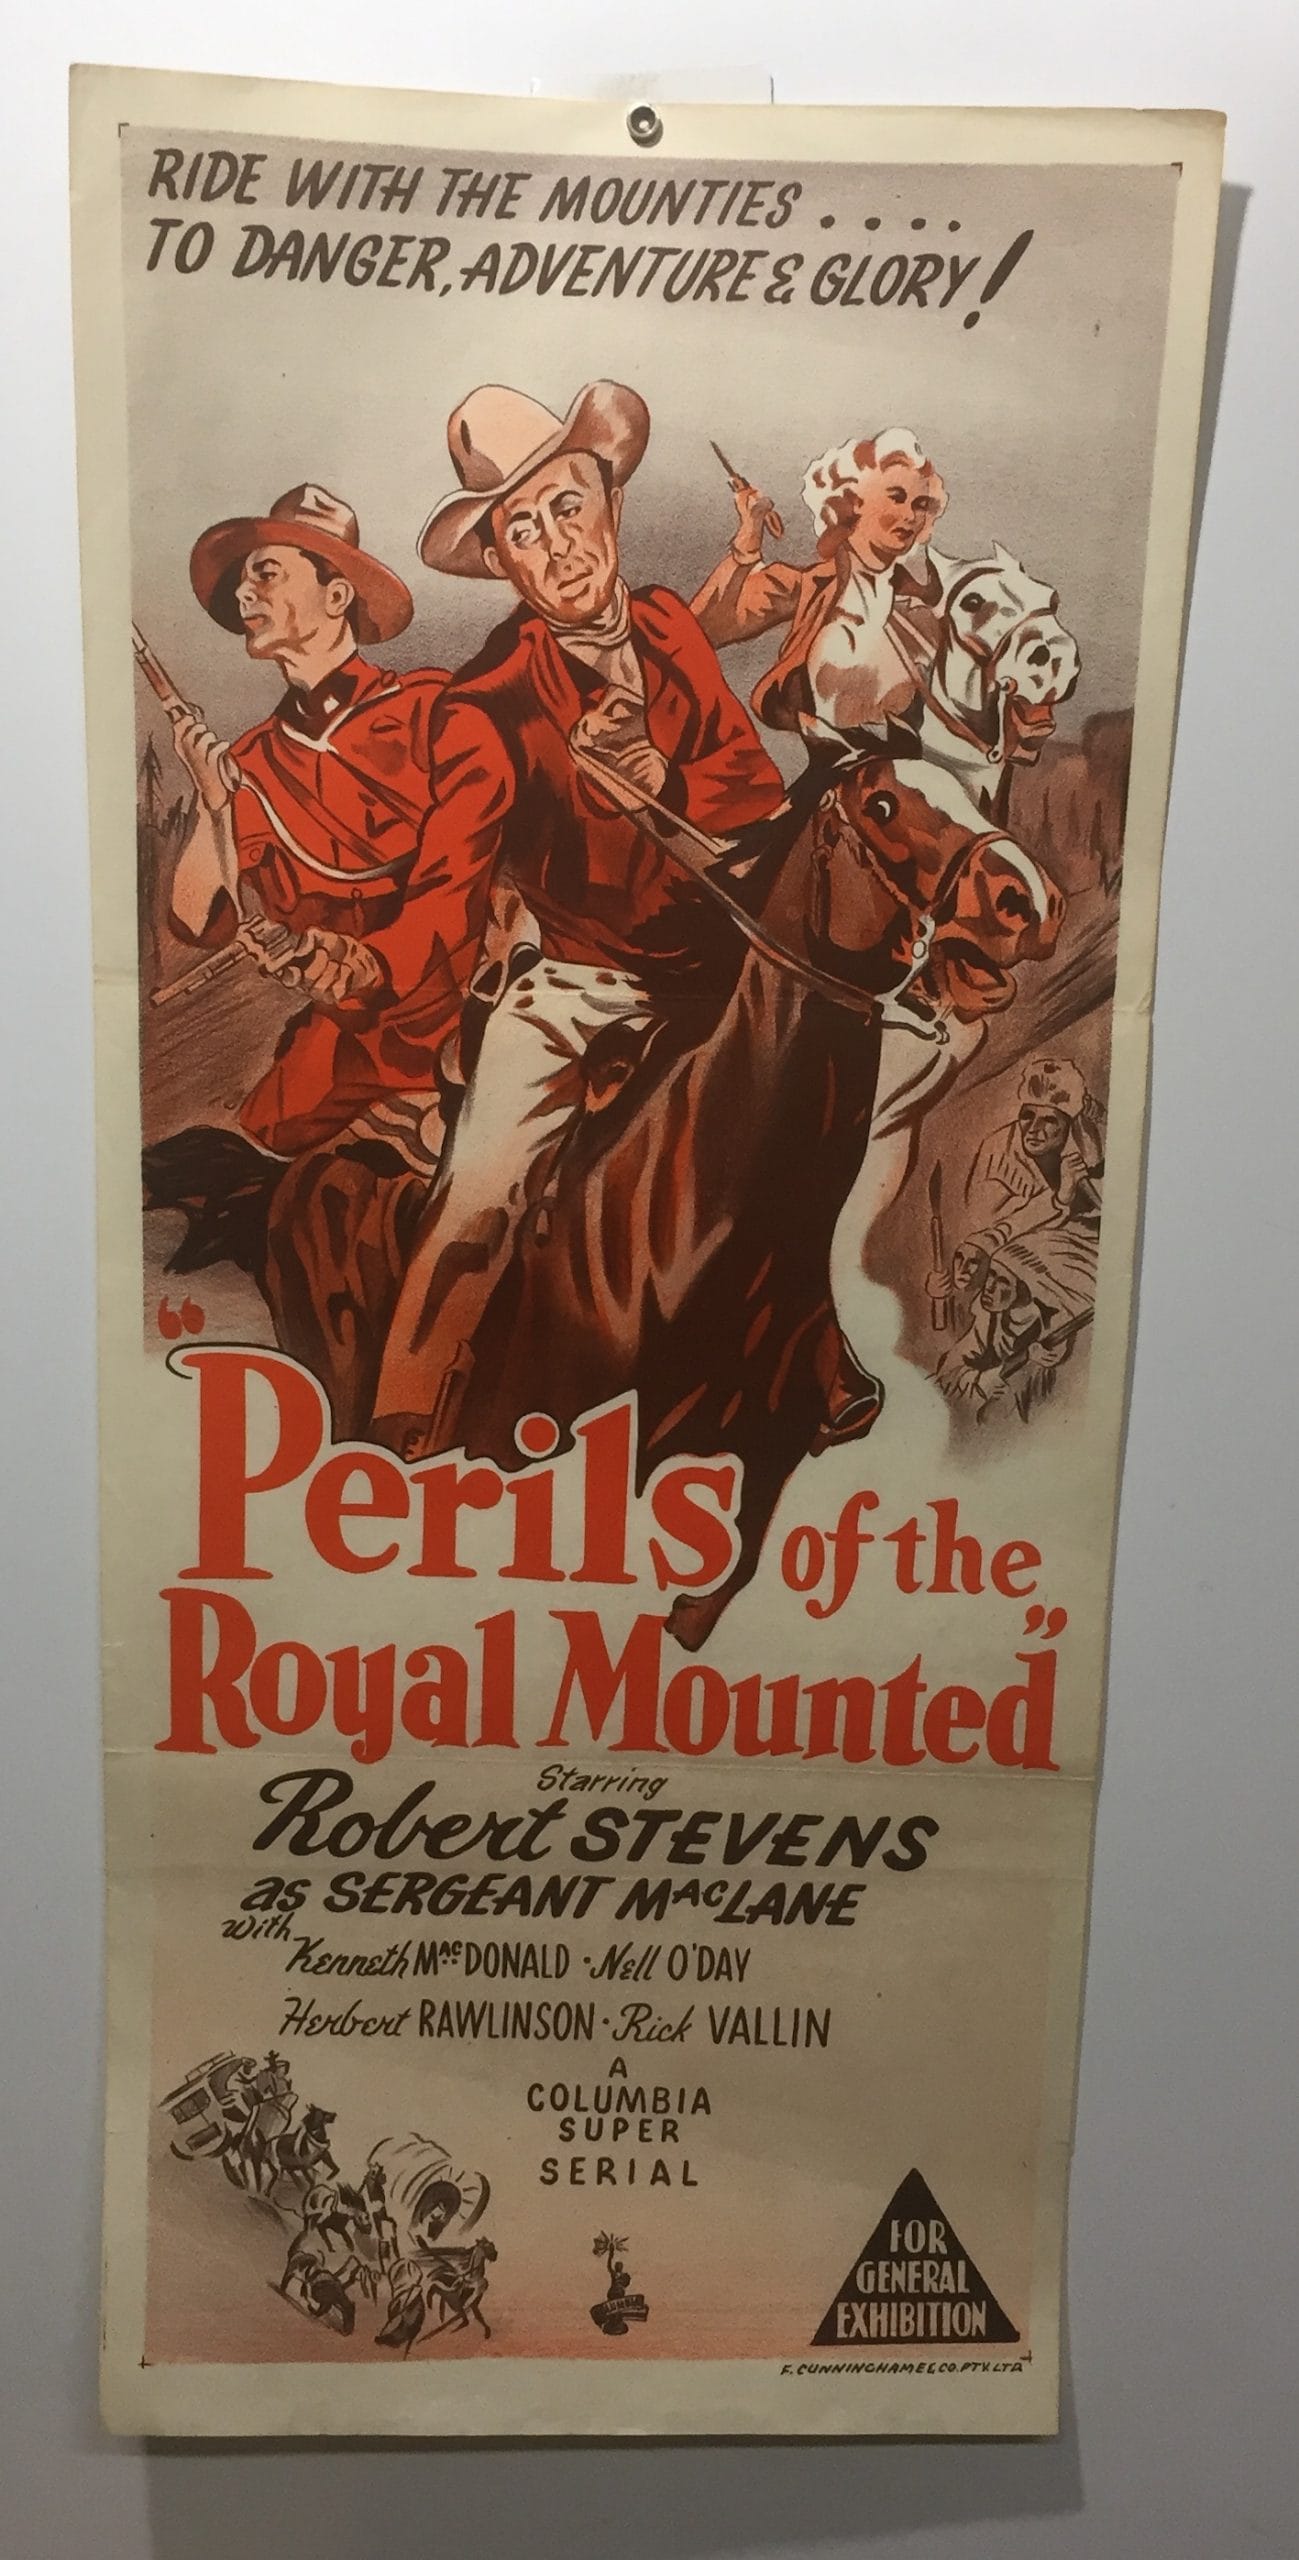 RIDE WITH THE MOUNTIES . . . .
TO DANGER, ADVENTURE & GLORY!
"Perils of the
Royal Mounted"
Starring
Robert STEVENS
as SERGEANT MACLANE
with
Kenneth MACDONALD · Nell O'DAY
Herbert RAWLINSON · Rick VALLIN
A
COLUMBIA
SUPER
SERIAL
FOR
GENERAL
EXHIBITION
F. CUNNINGHAME & CO. PTY. LTD